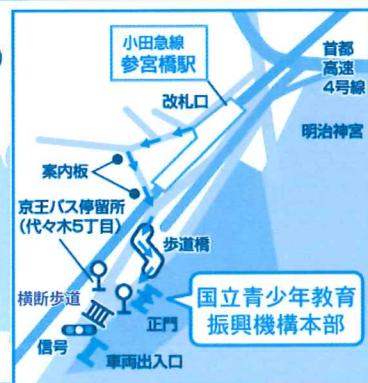 小田急線
参宮橋駅
首都
高速
4号線
改札口
明治神宮
案内板
京王バス停留所
(代々木5丁目)
歩道橋
横断歩道
国立青少年教育
振興機構本部
正門
信号
車両出入口